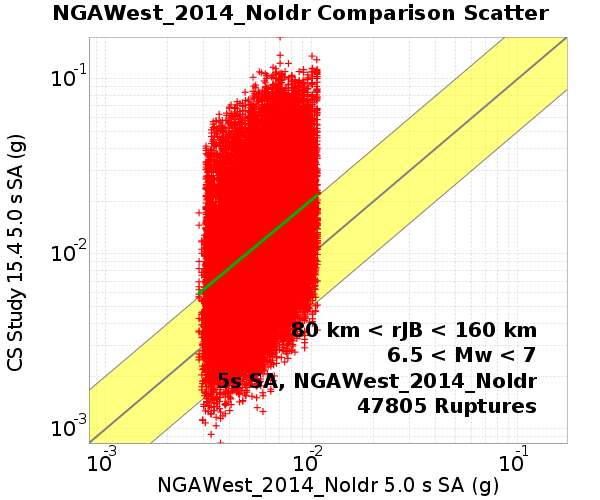 NGAWest_2014_NoIdr Comparison Scatter
CS Study 15.4 5.0 s SA (g)
10-1
10-2
10-3
80 km < rJB < 160 km
6.5 < Mw < 7
5s SA, NGAWest_2014_NoIdr
47805 Ruptures
10-3 10-2 10-1
NGAWest_2014_NoIdr 5.0 s SA (g)